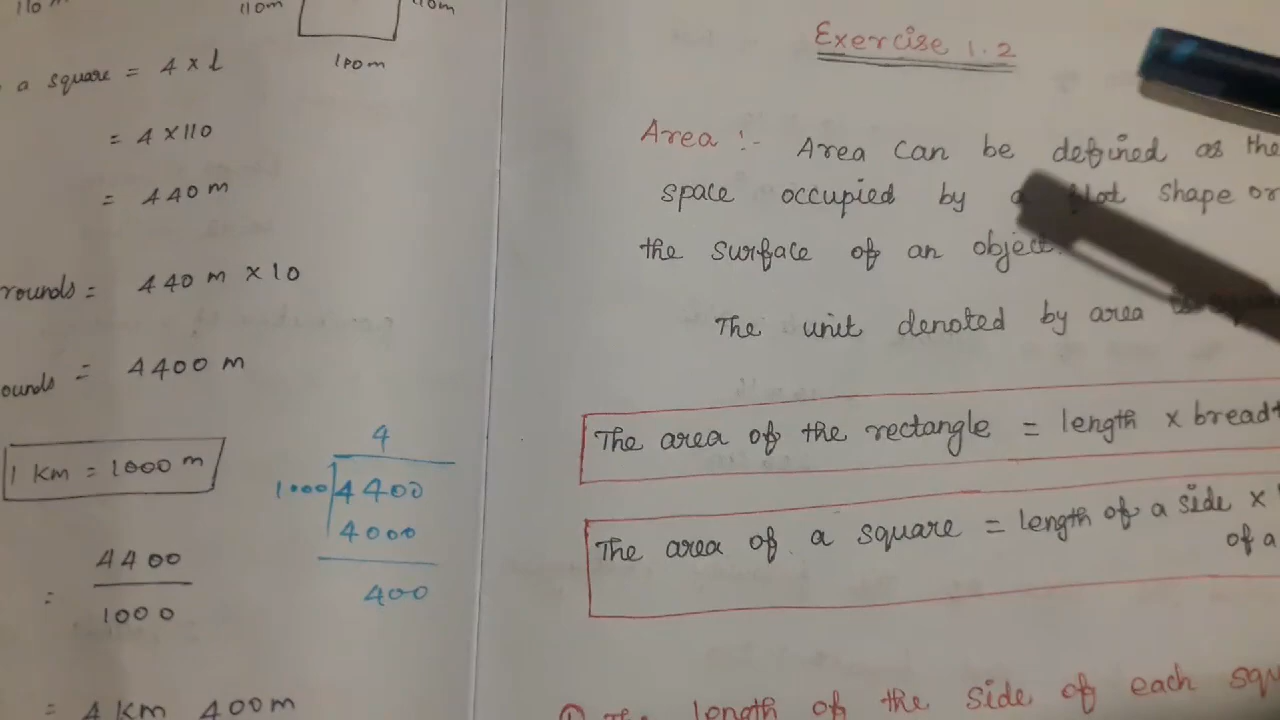 110m
110m
110m
a square = 4 x l
= 4 x 110
= 440 m
rounds = 440 m x 10
ounds = 4400 m
1 km = 1000 m
4
1000 4400
4000
400
= 4400
1000
= 4 km 400m
Exercise 1.2
Area :- Area can be defined as the
space occupied by a flat shape or
the surface of an object.
The unit denoted by area
The area of the rectangle = length x bread
The area of a square = length of a side x
of a
length of the side of each squ